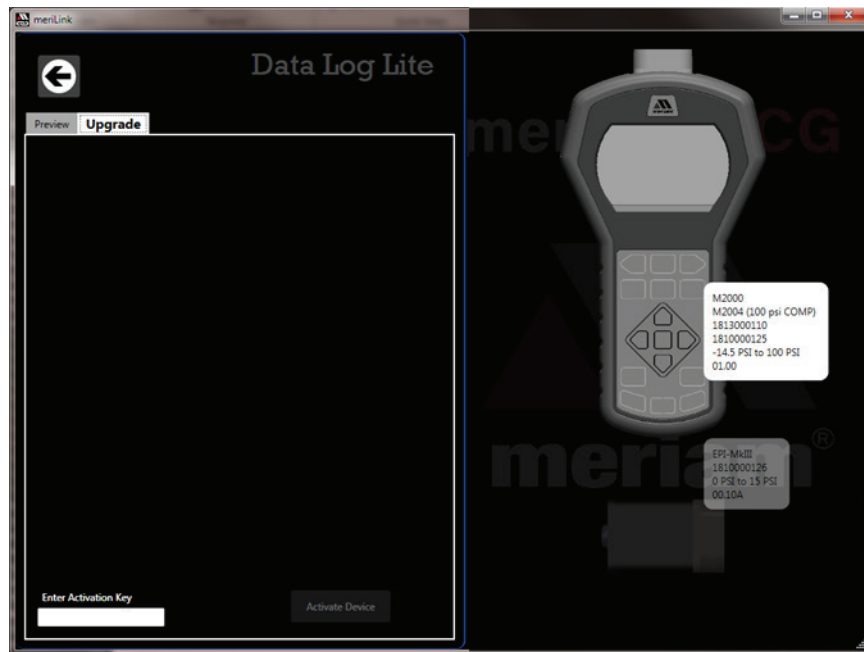 meriLink
Data Log Lite
Preview
Upgrade
CG
M2000
M2004 (100 psi COMP)
1813000110
1810000125
-14.5 PSI to 100 PSI
01.00
EPI-MkIII
1810000126
0 PSI to 15 PSI
00.10A
meriam®
Enter Activation Key
Activate Device